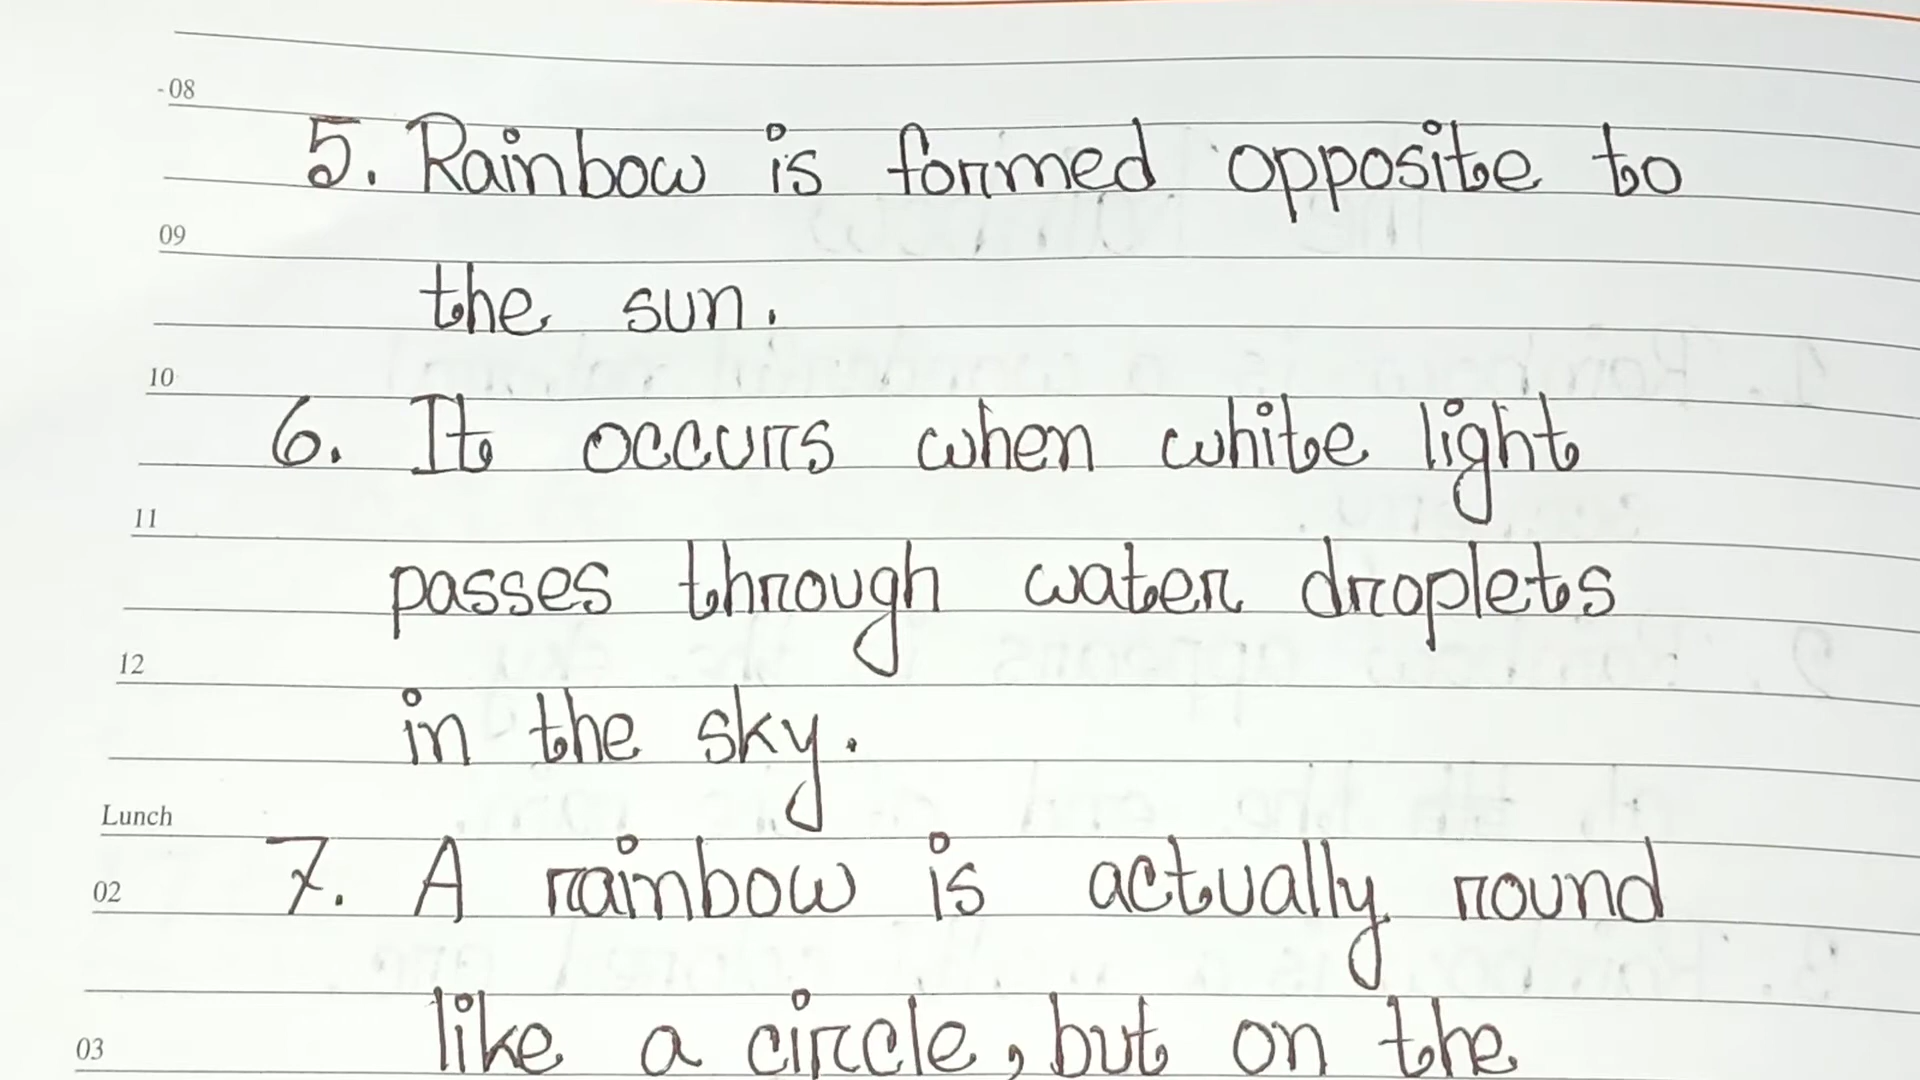 08
5. Rainbow is formed opposite to
09
the sun.
10
6. It occurs when white light
11
passes through water droplets
12
in the sky.
Lunch
02 7. A rainbow is actually round
03 like a circle, but on the